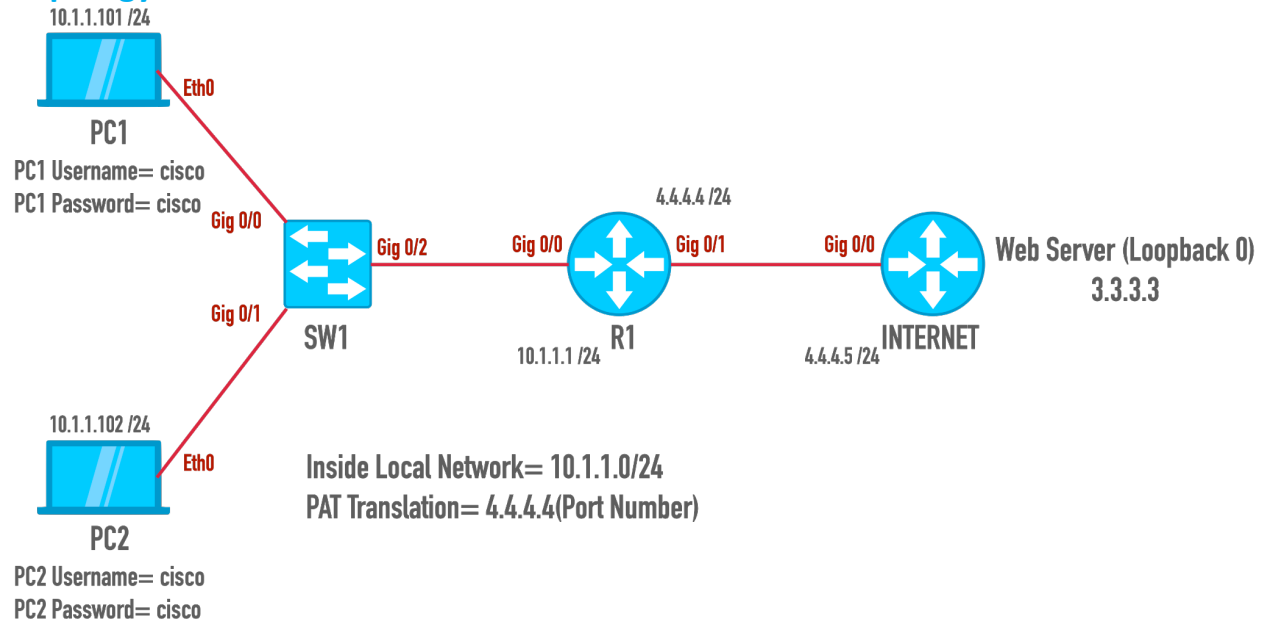 10.1.1.101 /24
Eth0
PC1
PC1 Username= cisco
PC1 Password= cisco
Gig 0/0
4.4.4.4 /24
Gig 0/2
Gig 0/0
Gig 0/1
Gig 0/0
Web Server (Loopback 0)
3.3.3.3
Gig 0/1
SW1
R1
INTERNET
10.1.1.1 /24
4.4.4.5 /24
10.1.1.102 /24
Eth0
Inside Local Network= 10.1.1.0/24
PAT Translation= 4.4.4.4(Port Number)
PC2
PC2 Username= cisco
PC2 Password= cisco